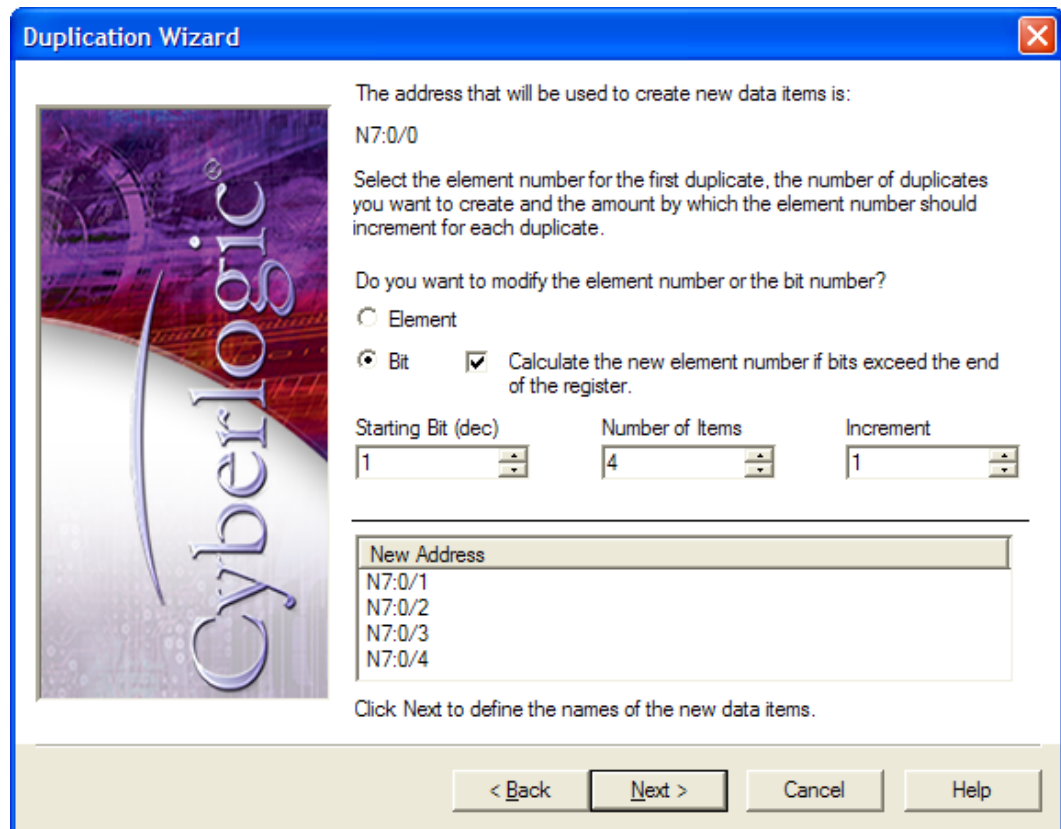 Duplication Wizard
Cyberlogic®
The address that will be used to create new data items is:
N7:0/0
Select the element number for the first duplicate, the number of duplicates
you want to create and the amount by which the element number should
increment for each duplicate.
Do you want to modify the element number or the bit number?
Element
Bit
Calculate the new element number if bits exceed the end
of the register.
Starting Bit (dec)
Number of Items
Increment
1
4
1
New Address
N7:0/1
N7:0/2
N7:0/3
N7:0/4
Click Next to define the names of the new data items.
< Back
Next >
Cancel
Help